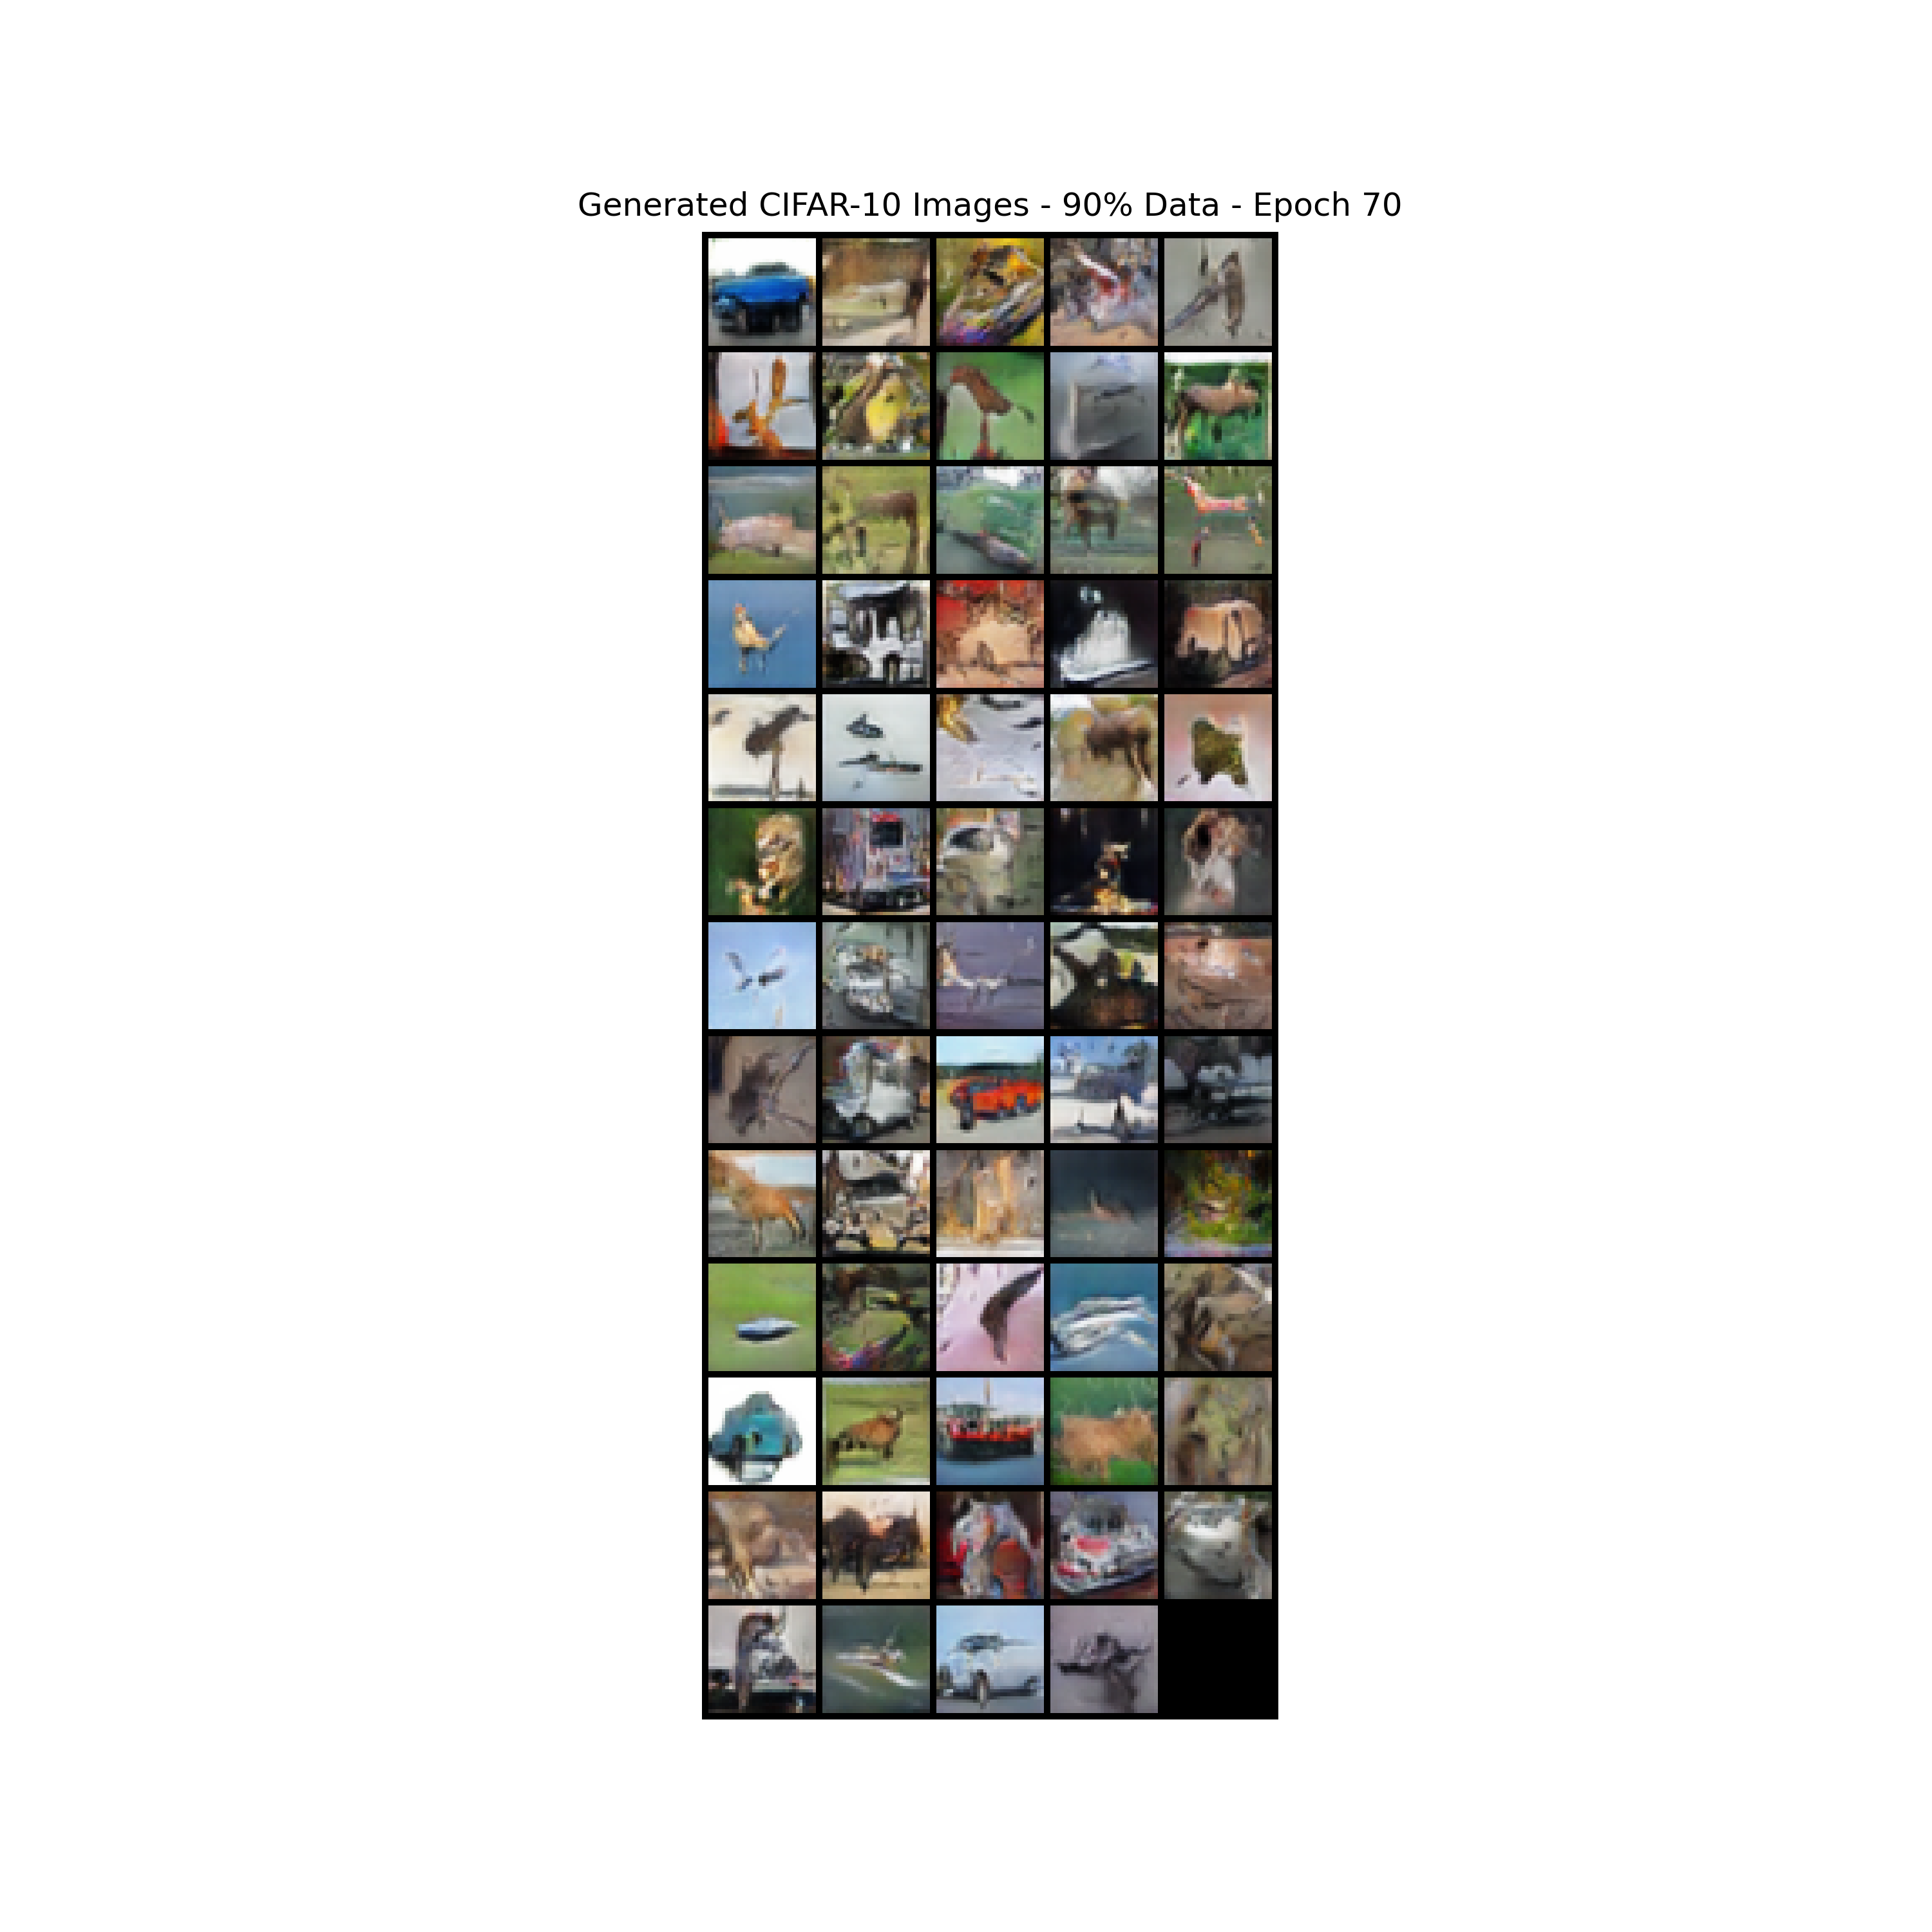 Generated CIFAR-10 Images - 90% Data - Epoch 70